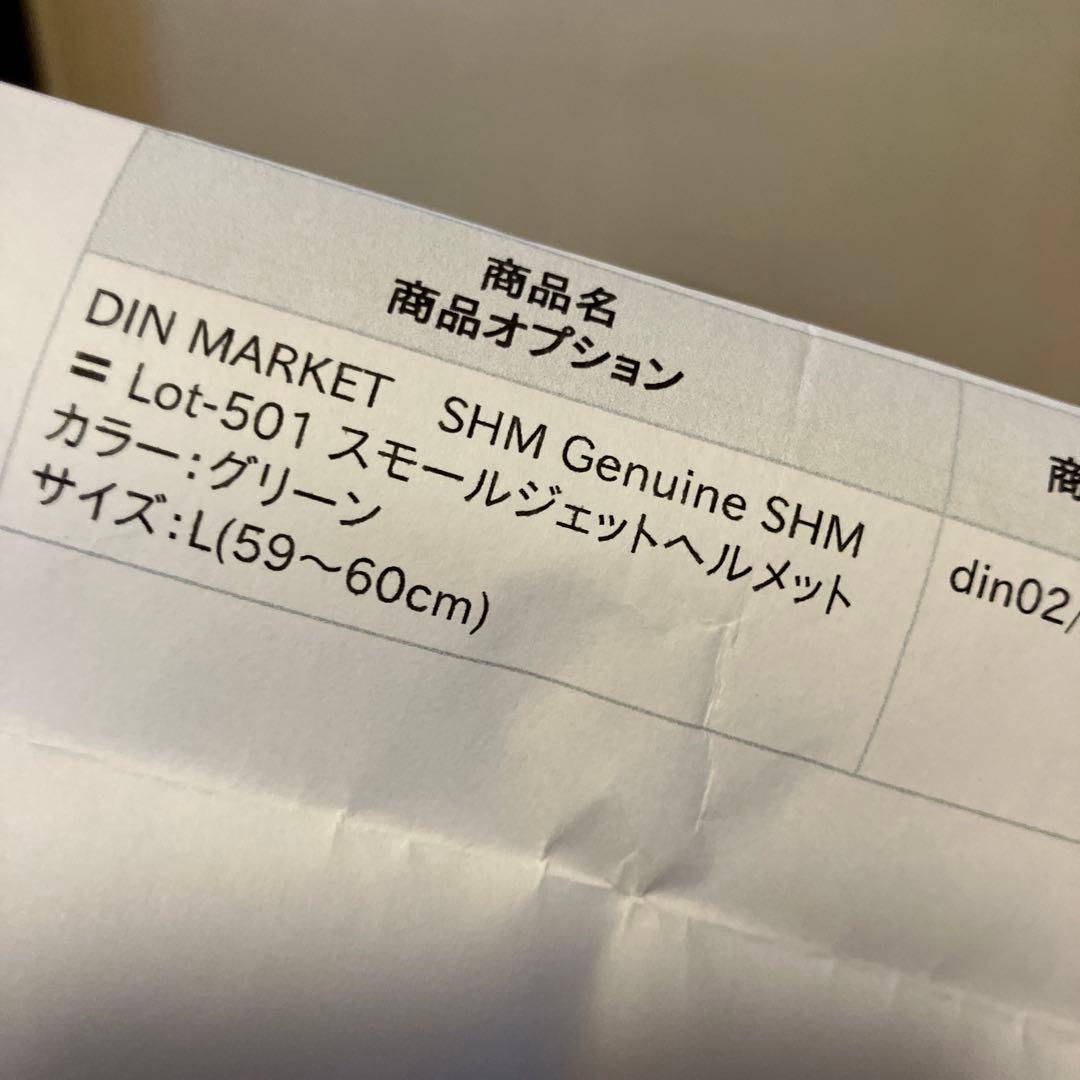 商品名
商品オプション
DIN MARKET　SHM Genuine SHM
= Lot-501 スモールジェットヘルメット
カラー：グリーン
サイズ：L(59～60cm)
商
din02/